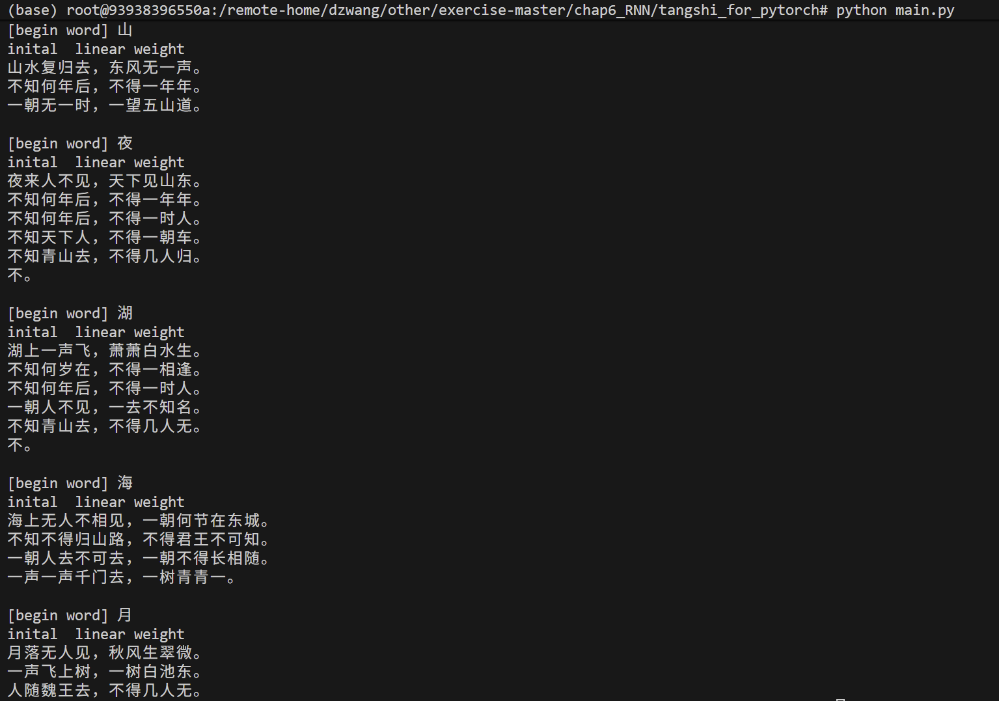 (base) root@93938396550a:/remote-home/dzwang/other/exercise-master/chap6_RNN/tangshi_for_pytorch# python main.py
[begin word] 山
inital  linear weight
山水复归去，东风无一声。
不知何年后，不得一年年。
一朝无一时，一望五山道。
[begin word] 夜
inital  linear weight
夜来人不见，天下见山东。
不知何年后，不得一年年。
不知何年后，不得一时人。
不知天下人，不得一朝车。
不知青山去，不得几人归。
不。
[begin word] 湖
inital  linear weight
湖上一声飞，萧萧白水生。
不知何岁在，不得一相逢。
不知何年后，不得一时人。
一朝人不见，一去不知名。
不知青山去，不得几人无。
不。
[begin word] 海
inital  linear weight
海上无人不相见，一朝何节在东城。
不知不得归山路，不得君王不可知。
一朝人去不可去，一朝不得长相随。
一声一声千门去，一树青青一。
[begin word] 月
inital  linear weight
月落无人见，秋风生翠微。
一声飞上树，一树白池东。
人随魏王去，不得几人无。